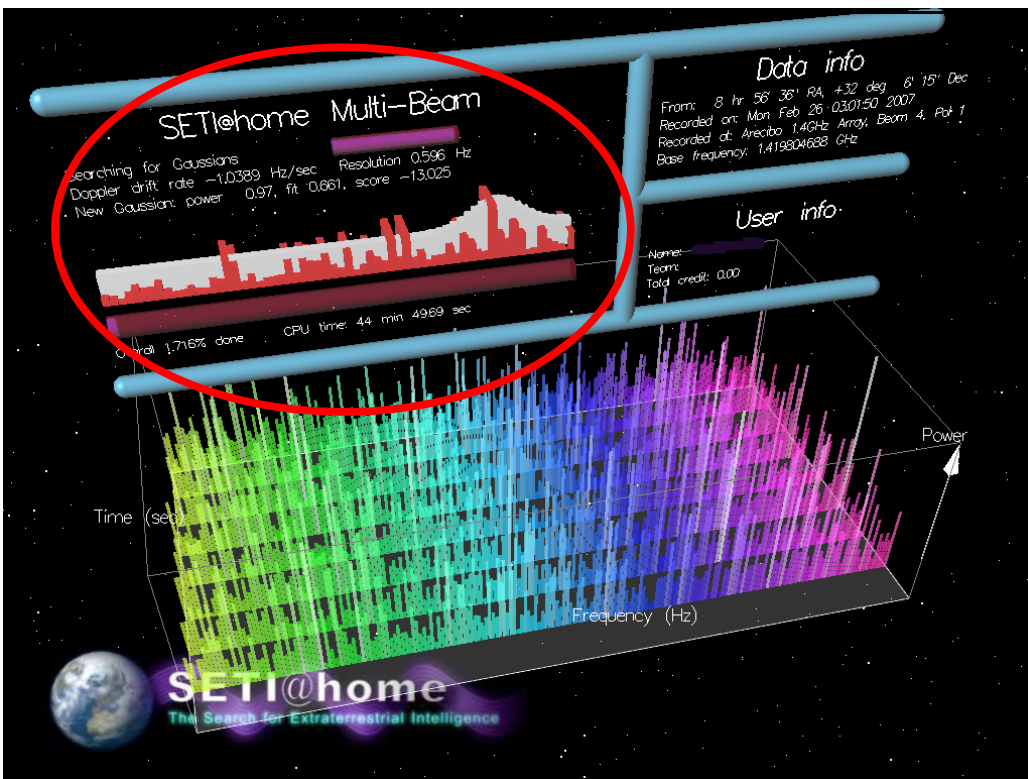 SETI@home Multi-Beam
Searching for Gaussians
Doppler drift rate -1.0389 Hz/sec Resolution 0.596 Hz
New Gaussian: power 0.97, fit 0.661, score -13.025
Overall 1.716% done CPU time: 44 min 49.69 sec
Data info
From: 8 hr 56' 36" RA, +32 deg 6' 15" Dec
Recorded on: Mon Feb 26 03:01:50 2007
Recorded at: Arecibo 1.4GHz Array, Beam 4, Pol 1
Base frequency: 1.419804688 GHz
User info
Name:
Team:
Total credit: 0.00
Power
Time (sec)
Frequency (Hz)
SETI@home
The Search for Extraterrestrial Intelligence